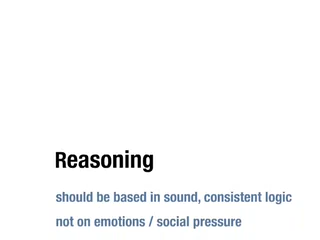 Reasoning
should be based in sound, consistent logic
not on emotions / social pressure